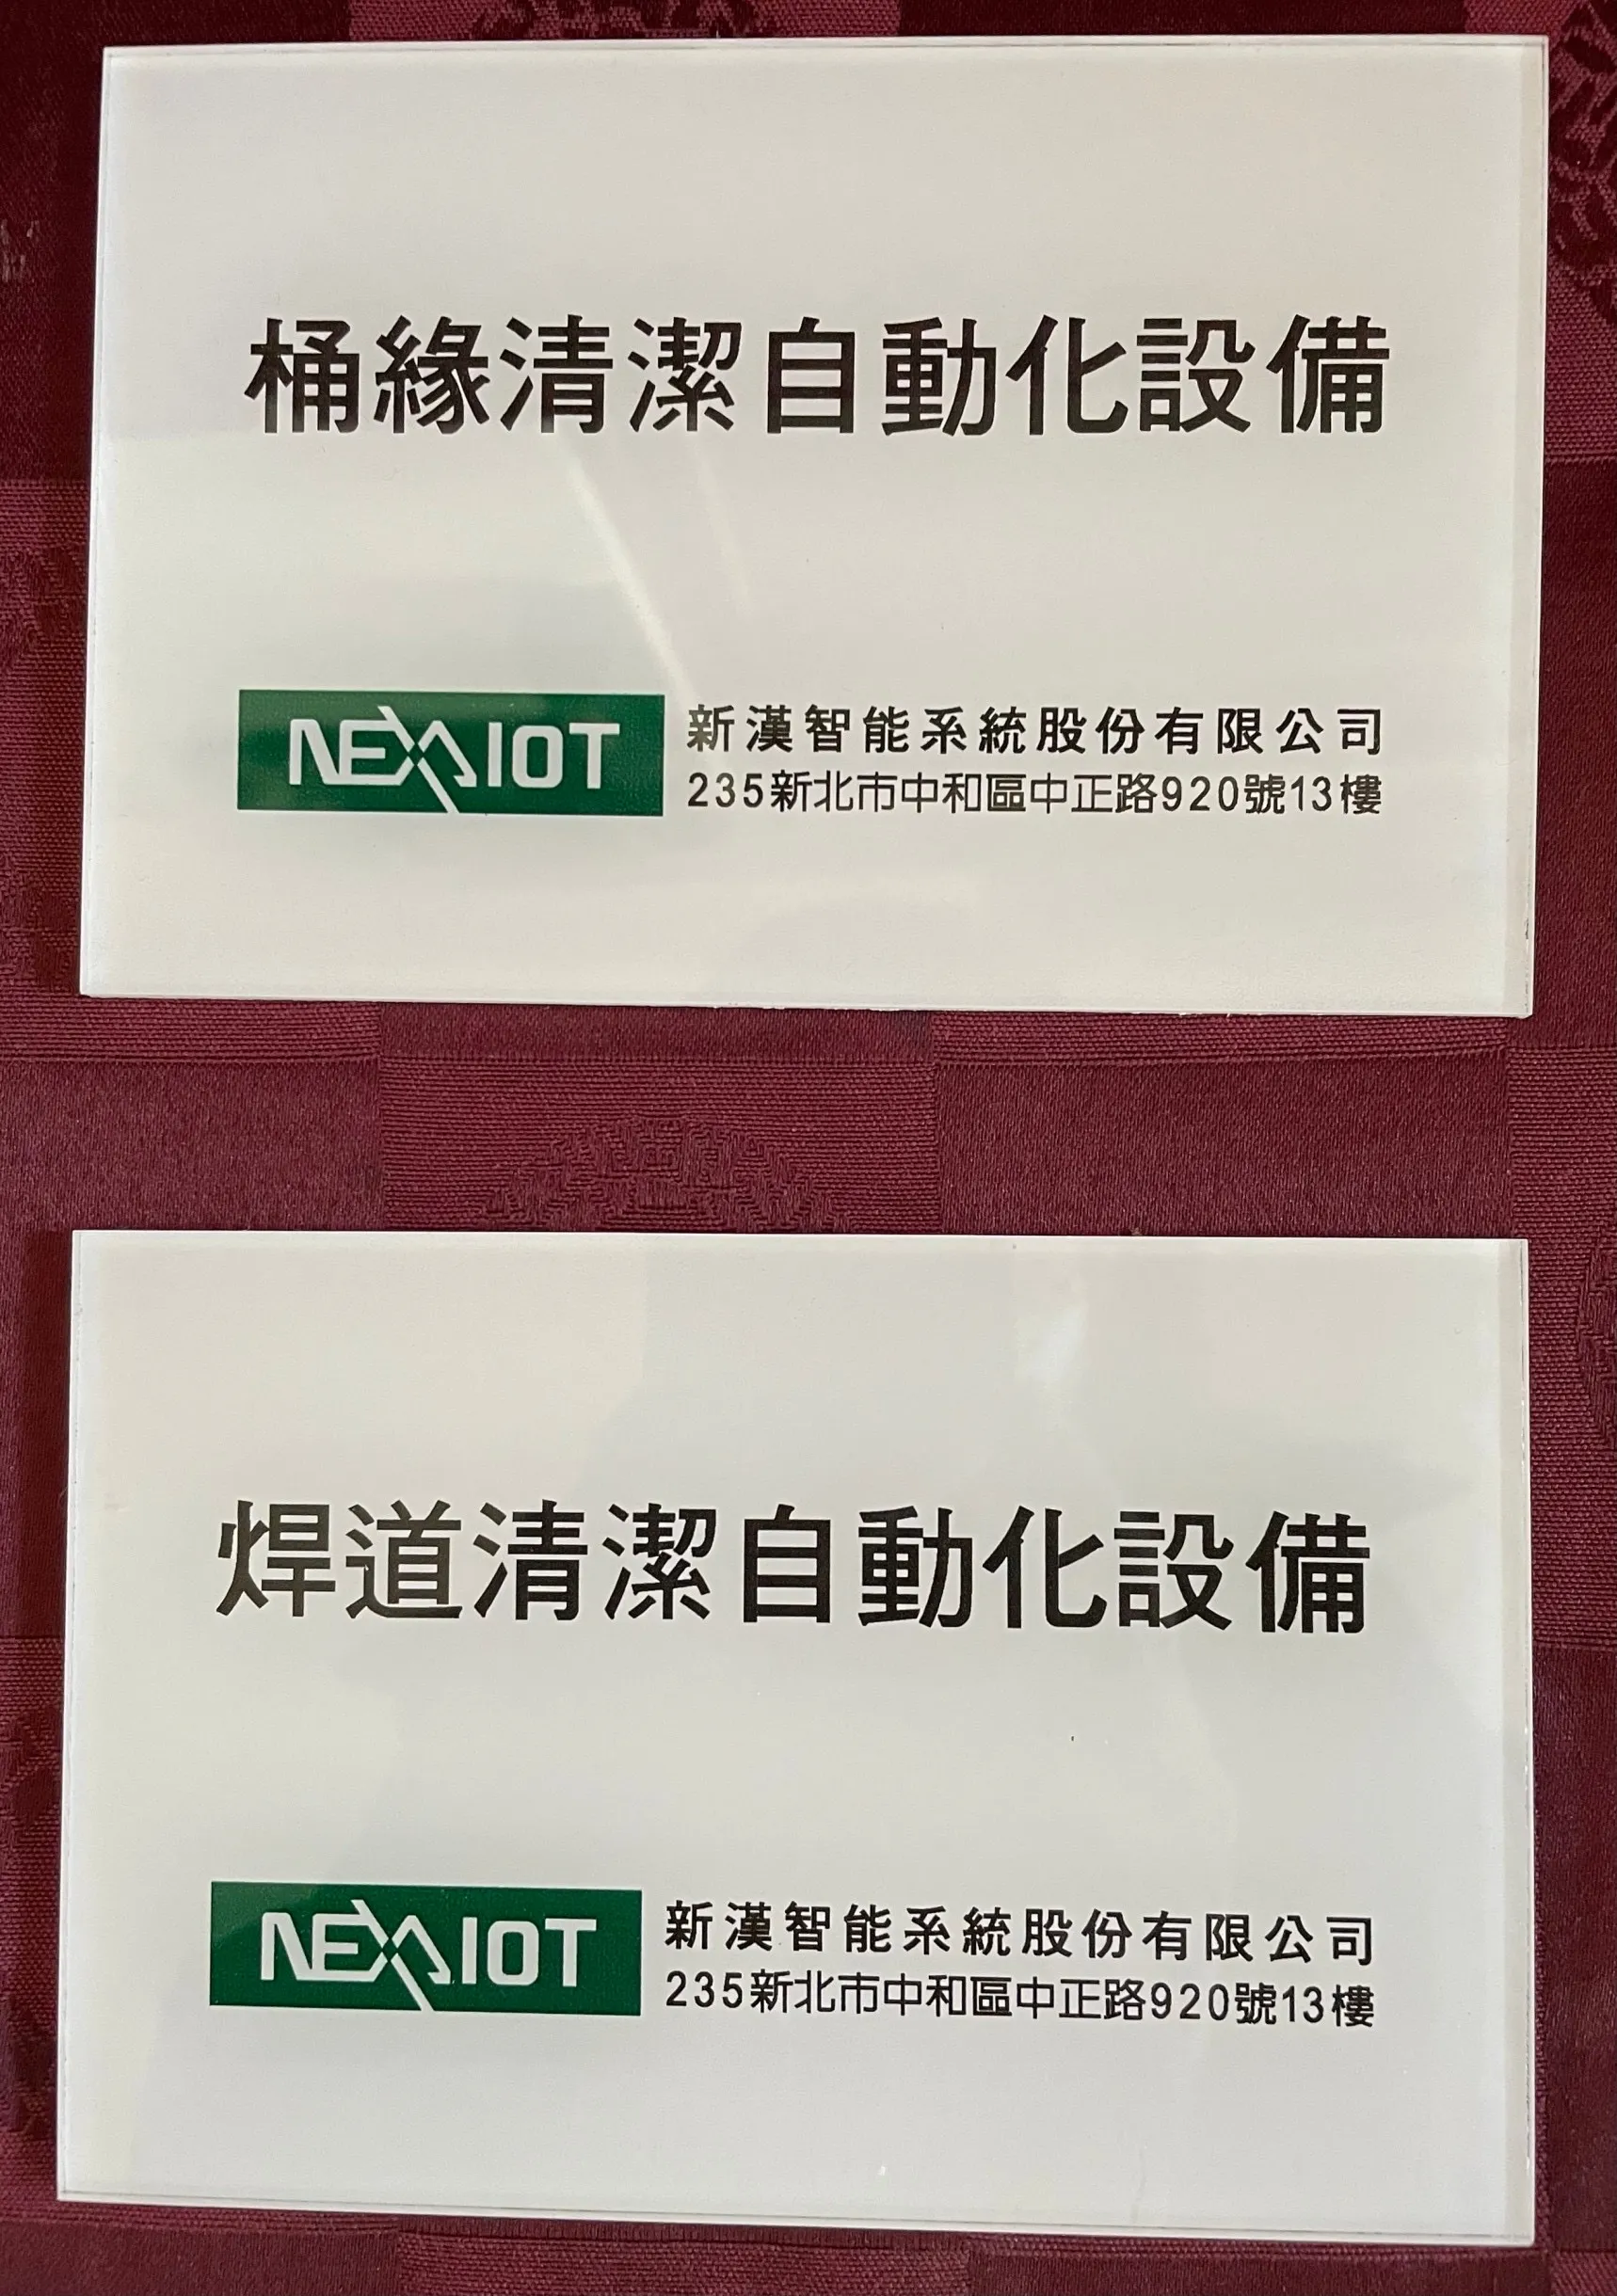 桶緣清潔自動化設備
NEXAIOT
新漢智能系統股份有限公司
235新北市中和區中正路920號13樓
焊道清潔自動化設備
NEXAIOT
新漢智能系統股份有限公司
235新北市中和區中正路920號13樓